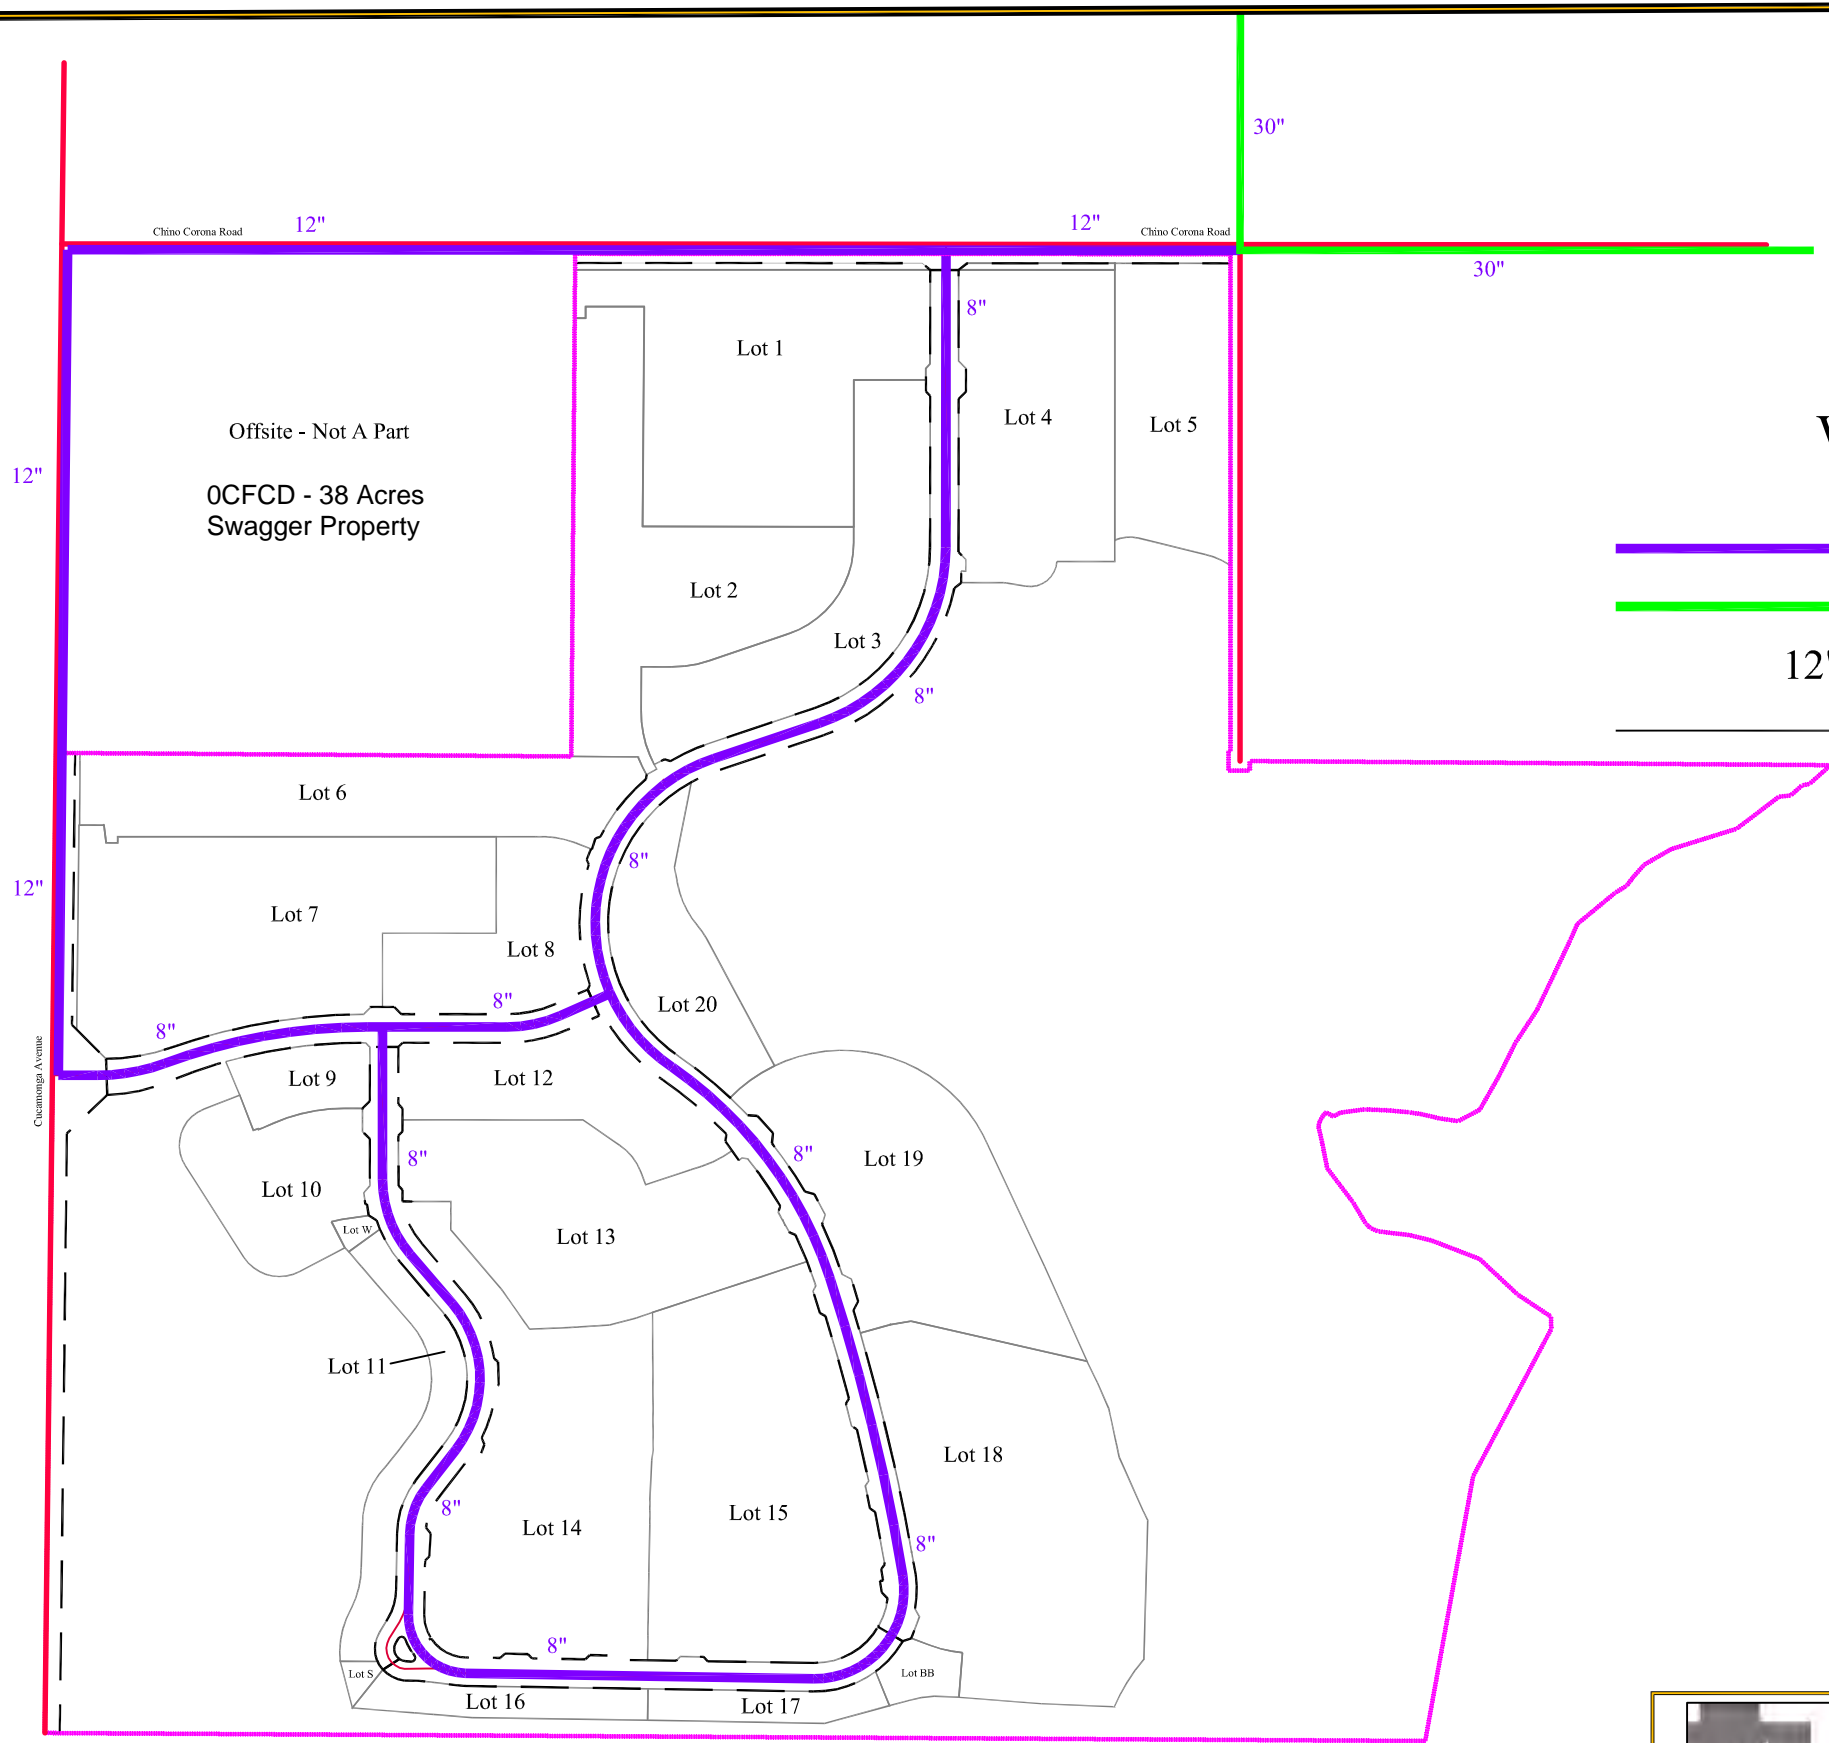 30"
12"
12"
Chino Corona Road
Chino Corona Road
30"
8"
Lot 1
Lot 4
Lot 5
Offsite - Not A Part
12"
0CFCD - 38 Acres
Swagger Property
Lot 2
Lot 3
12"
8"
Lot 6
8"
12"
Lot 7
Lot 8
8"
Lot 20
8"
Cucamonga Avenue
Lot 9
Lot 12
8"
8"
Lot 19
Lot 10
Lot W
Lot 13
Lot 11
Lot 18
8"
Lot 15
Lot 14
8"
8"
Lot S
Lot BB
Lot 16
Lot 17